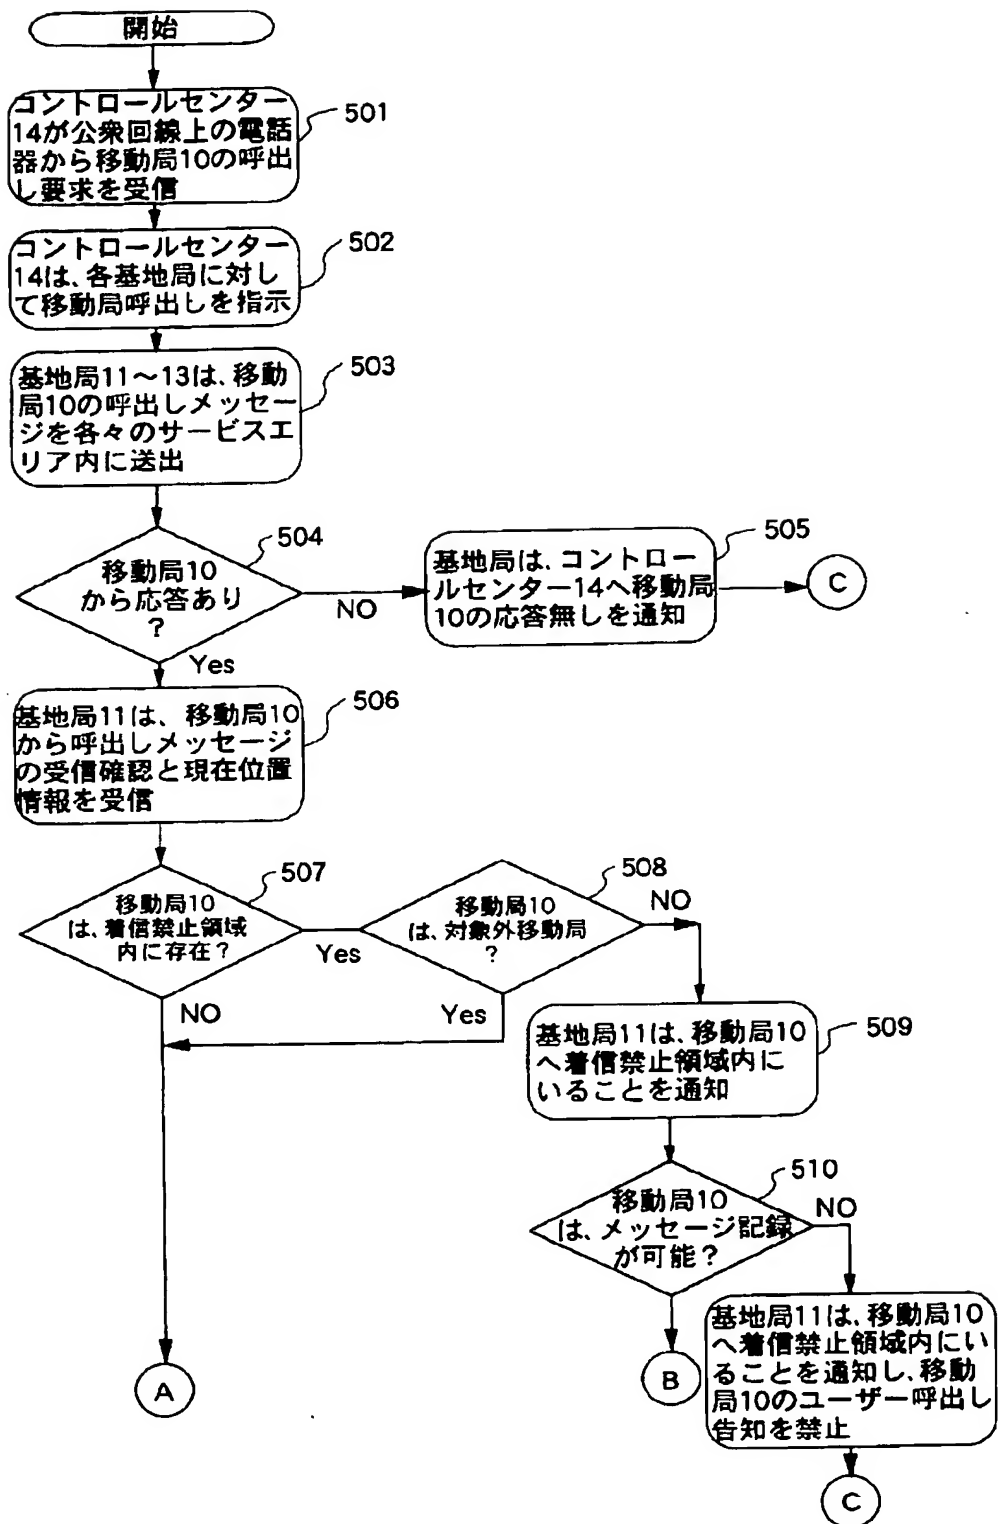 開始
コントロールセンター
14が公衆回線上の電話
器から移動局10の呼出
し要求を受信
501
コントロールセンター
14は、各基地局に対し
て移動局呼出しを指示
502
基地局11〜13は、移動
局10の呼出しメッセー
ジを各々のサービスエ
リア内に送出
503
移動局10
から応答あり
?
504
NO
Yes
基地局は、コントロー
ルセンター14へ移動局
10の応答無しを通知
505
C
基地局11は、移動局10
から呼出しメッセージ
の受信確認と現在位置
情報を受信
506
移動局10
は、着信禁止領域
内に存在?
507
Yes
NO
移動局10
は、対象外移動局
?
508
NO
Yes
基地局11は、移動局10
へ着信禁止領域内に
いることを通知
509
移動局10
は、メッセージ記録
が可能?
510
NO
A
B
基地局11は、移動局10
へ着信禁止領域内にい
ることを通知し、移動
局10のユーザー呼出し
告知を禁止
C